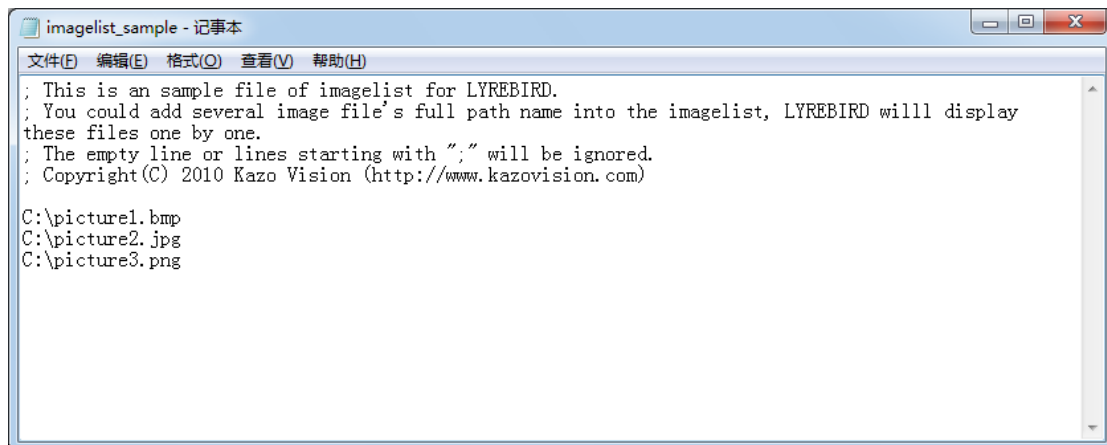 imagelist_sample - 记事本
文件(F) 编辑(E) 格式(O) 查看(V) 帮助(H)
; This is an sample file of imagelist for LYREBIRD.
; You could add several image file's full path name into the imagelist, LYREBIRD willl display
these files one by one.
; The empty line or lines starting with ";" will be ignored.
; Copyright(C) 2010 Kazo Vision (http://www.kazovision.com)
C:\picture1.bmp
C:\picture2.jpg
C:\picture3.png